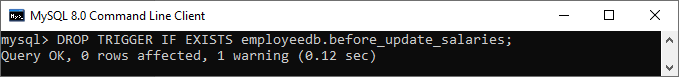 MySQL 8.0 Command Line Client
mysql> DROP TRIGGER IF EXISTS employeedb.before_update_salaries;
Query OK, 0 rows affected, 1 warning (0.12 sec)